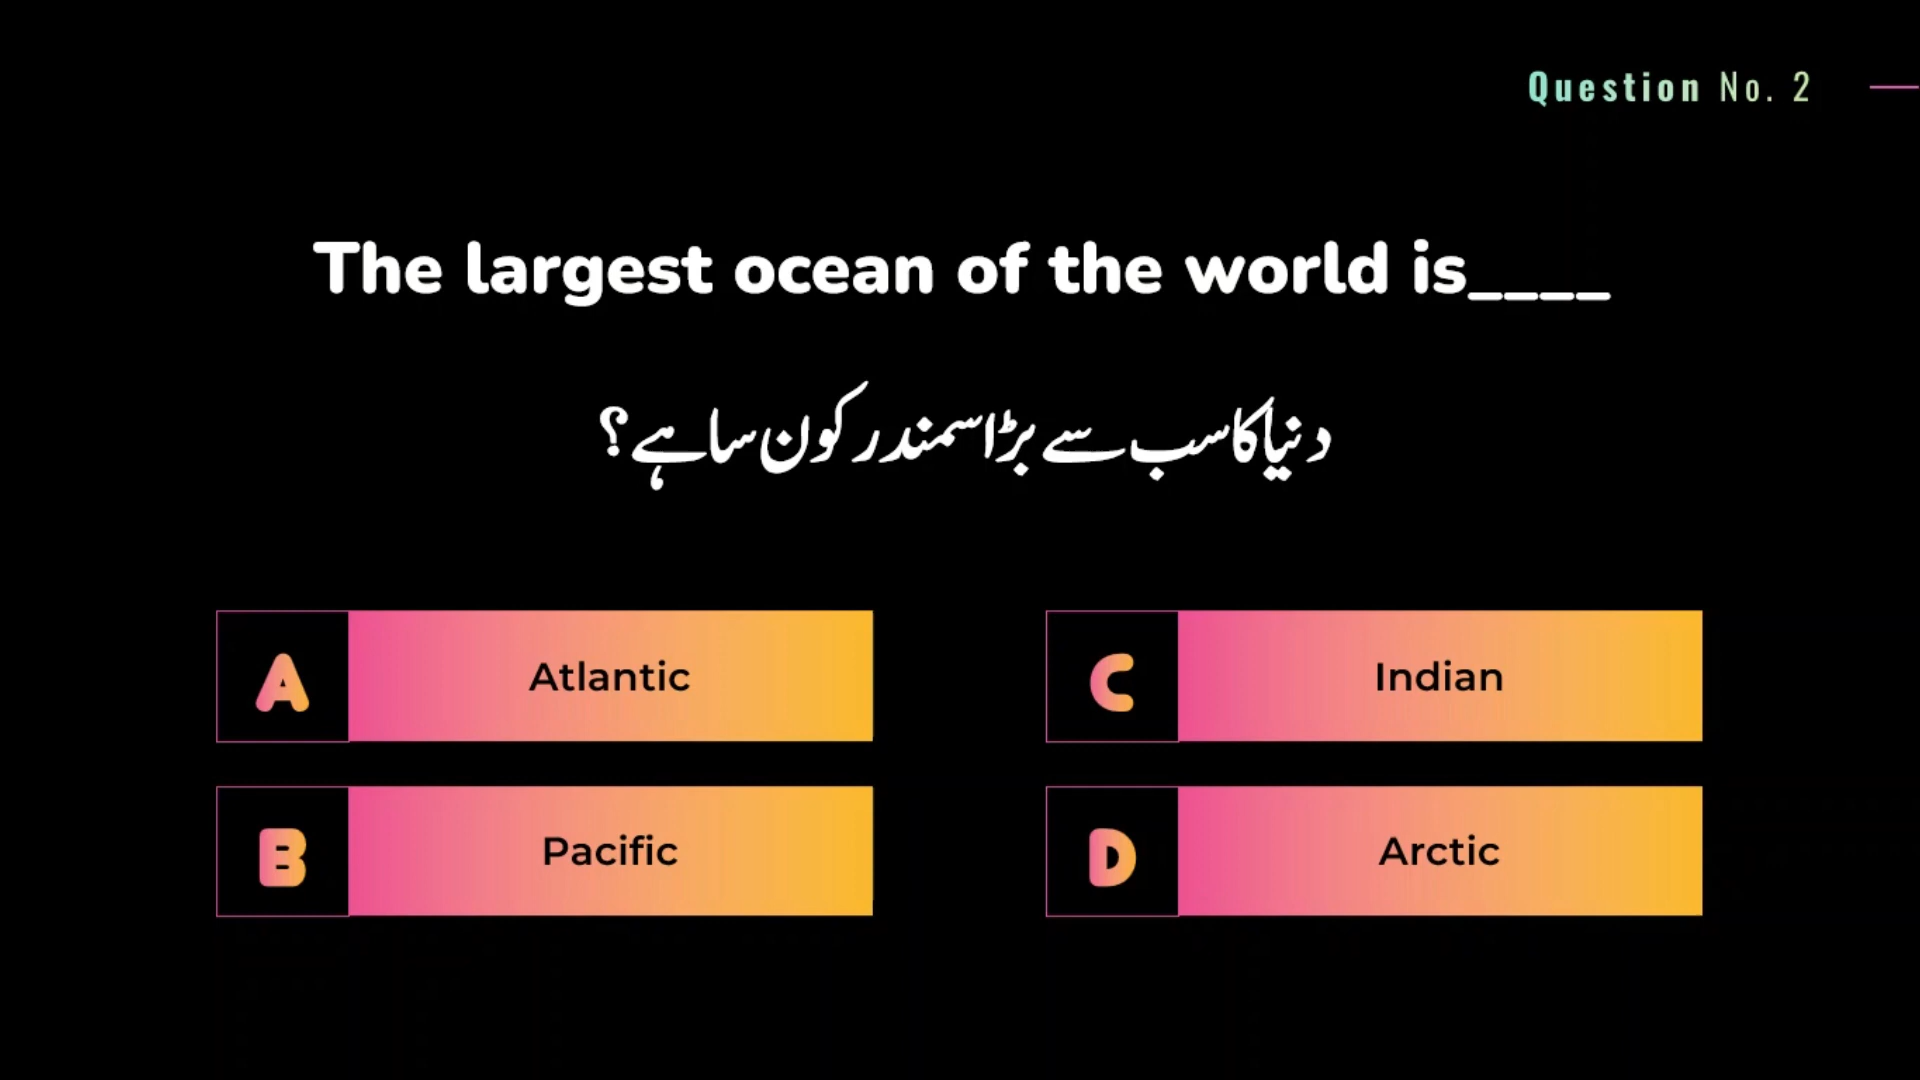 Question No. 2
The largest ocean of the world is____
دنیا کا سب سے بڑا سمندر کون سا ہے؟
A Atlantic
C Indian
B Pacific
D Arctic